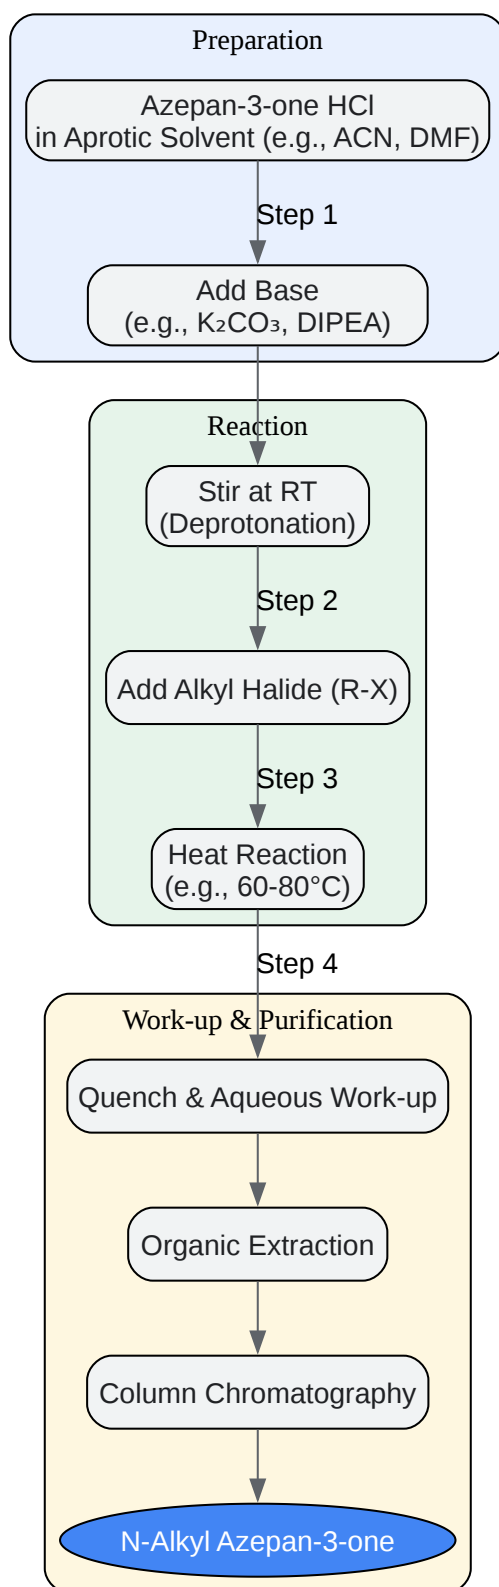 Preparation
Azepan-3-one HCl
in Aprotic Solvent (e.g., ACN, DMF)
Step 1
Add Base
(e.g., K₂CO₃, DIPEA)
Reaction
Stir at RT
(Deprotonation)
Step 2
Add Alkyl Halide (R-X)
Step 3
Heat Reaction
(e.g., 60-80°C)
Step 4
Work-up & Purification
Quench & Aqueous Work-up
Organic Extraction
Column Chromatography
N-Alkyl Azepan-3-one